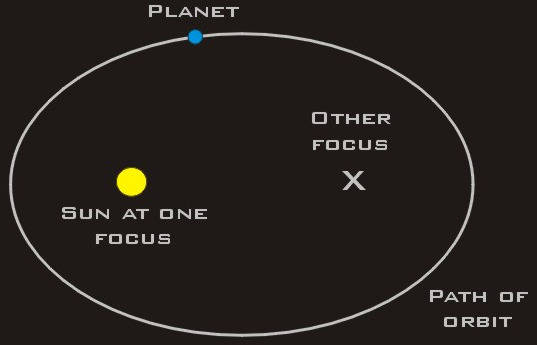 Planet
Other
focus
X
Sun at one
focus
Path of
orbit